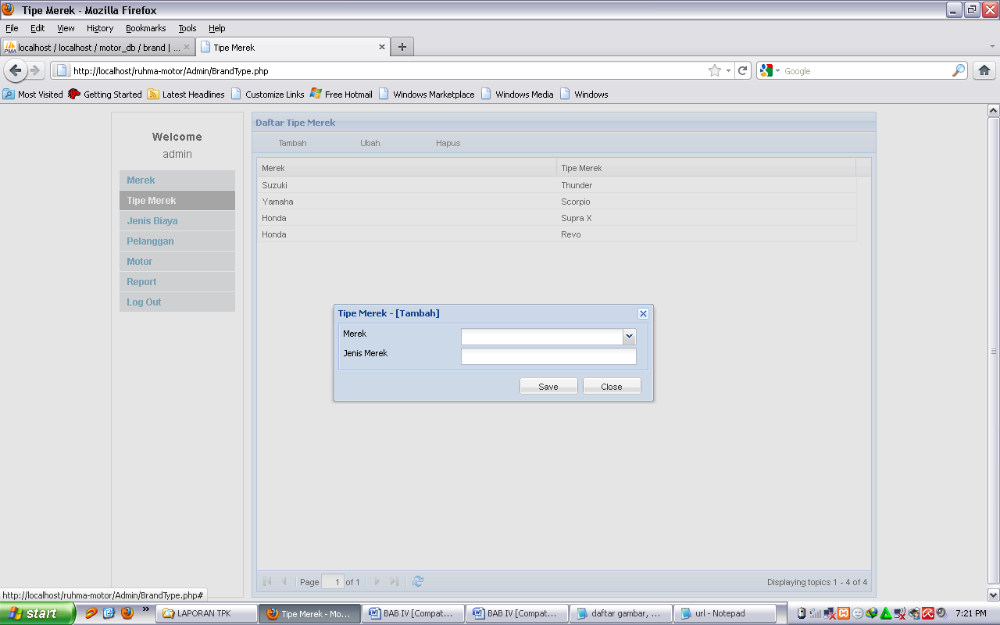 Tipe Merek - Mozilla Firefox
File Edit View History Bookmarks Tools Help
localhost / localhost / motor_db / brand | ... Tipe Merek
http://localhost/ruhma-motor/Admin/BrandType.php Google
Most Visited Getting Started Latest Headlines Customize Links Free Hotmail Windows Marketplace Windows Media Windows
Welcome
admin
Merek
Tipe Merek
Jenis Biaya
Pelanggan
Motor
Report
Log Out
Daftar Tipe Merek
Tambah Ubah Hapus
Merek Tipe Merek
Suzuki Thunder
Yamaha Scorpio
Honda Supra X
Honda Revo
Tipe Merek - [Tambah]
Merek
Jenis Merek
Save Close
Page 1 of 1 Displaying topics 1 - 4 of 4
http://localhost/ruhma-motor/Admin/BrandType.php#
start LAPORAN TPK Tipe Merek - Mo... BAB IV [Compat... BAB IV [Compat... daftar gambar, ... url - Notepad 7:21 PM